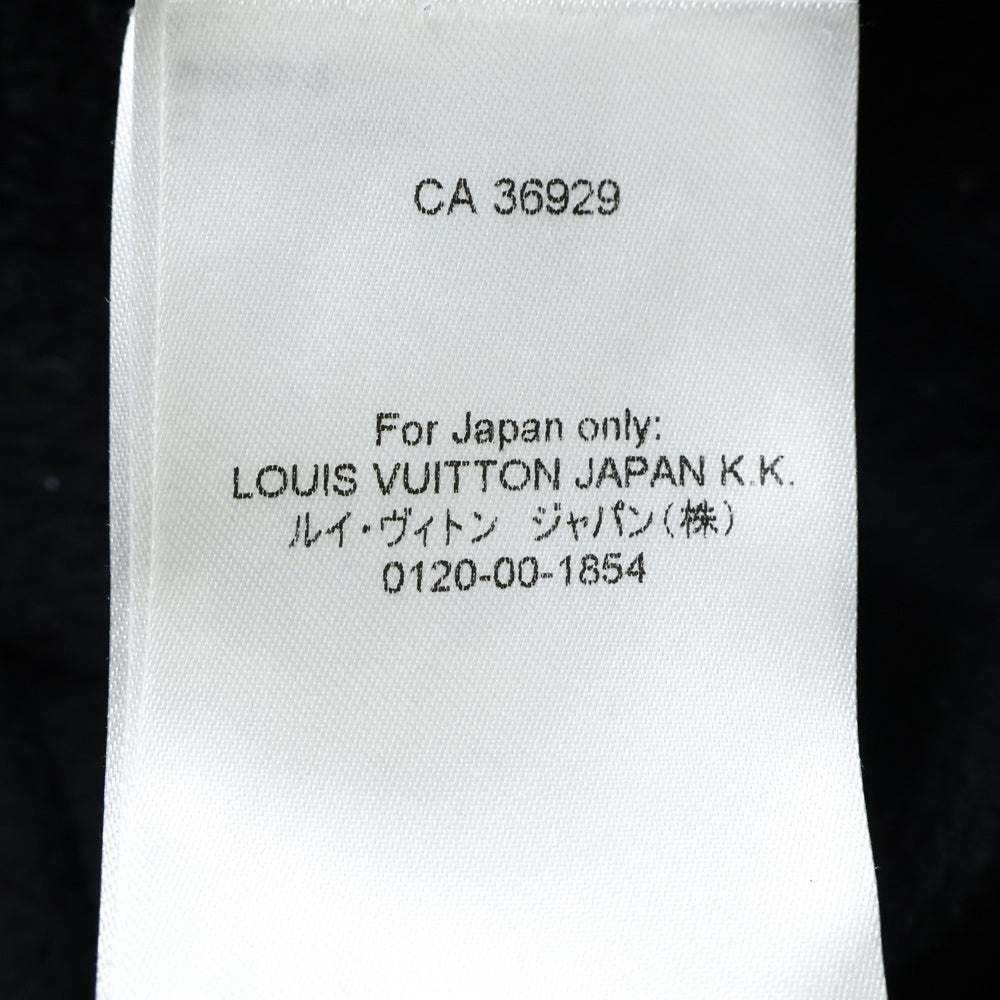 CA 36929
For Japan only:
LOUIS VUITTON JAPAN K.K.
ルイ・ヴィトン　ジャパン(株)
0120-00-1854